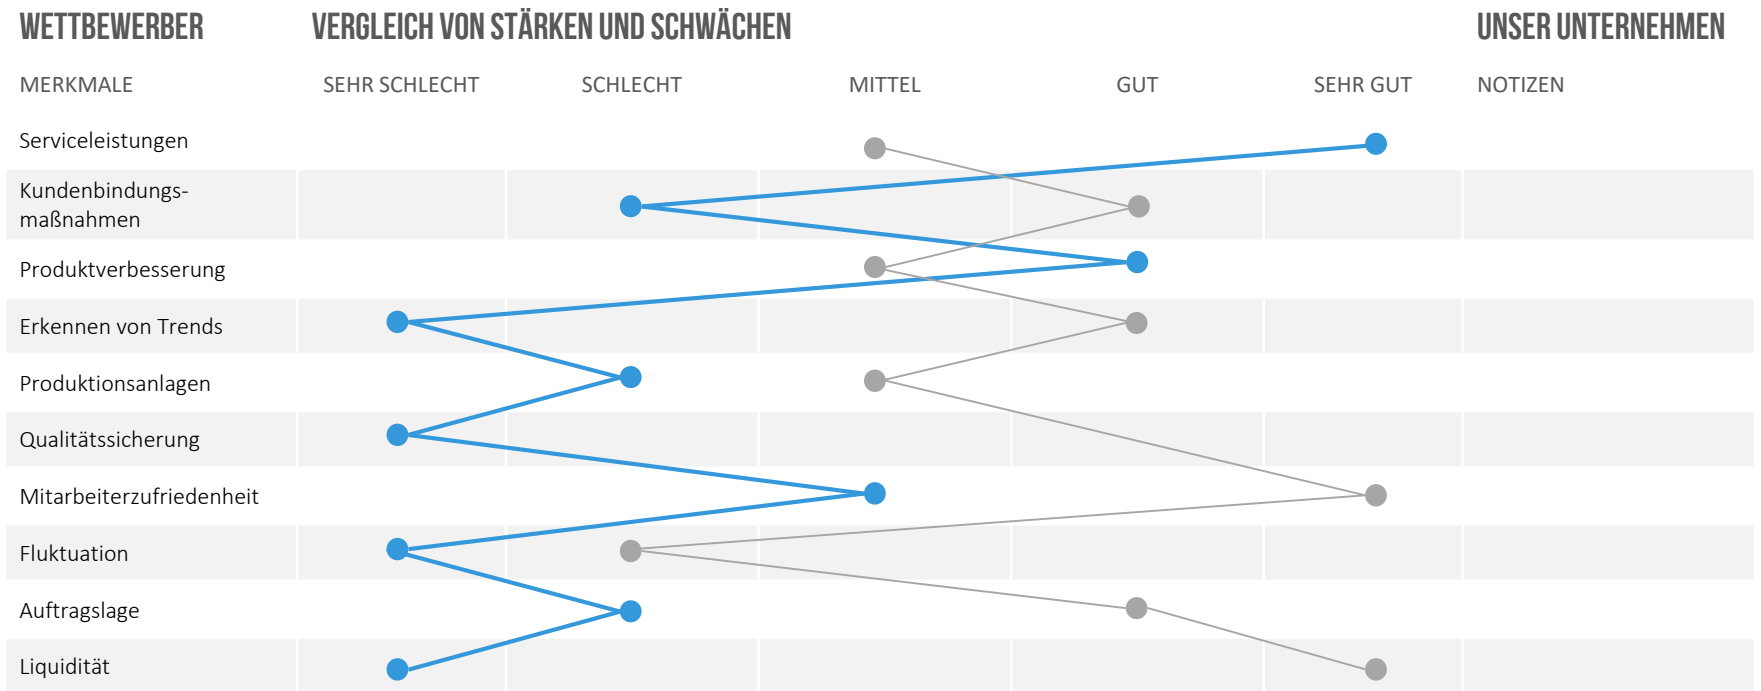 WETTBEWERBER
VERGLEICH VON STÄRKEN UND SCHWÄCHEN
UNSER UNTERNEHMEN
MERKMALE
SEHR SCHLECHT
SCHLECHT
MITTEL
GUT
SEHR GUT
NOTIZEN
Serviceleistungen
Kundenbindungs-
maßnahmen
Produktverbesserung
Erkennen von Trends
Produktionsanlagen
Qualitätssicherung
Mitarbeiterzufriedenheit
Fluktuation
Auftragslage
Liquidität